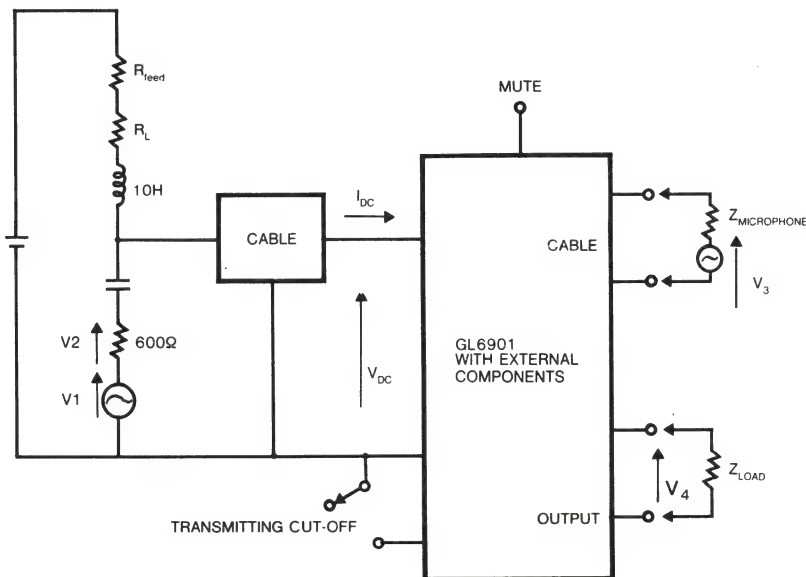 R_feed
R_L
10H
MUTE
I_DC
CABLE
CABLE
Z_MICROPHONE
V_3
GL6901
WITH EXTERNAL
COMPONENTS
V2
600Ω
V_DC
V1
V_4
Z_LOAD
OUTPUT
TRANSMITTING CUT-OFF